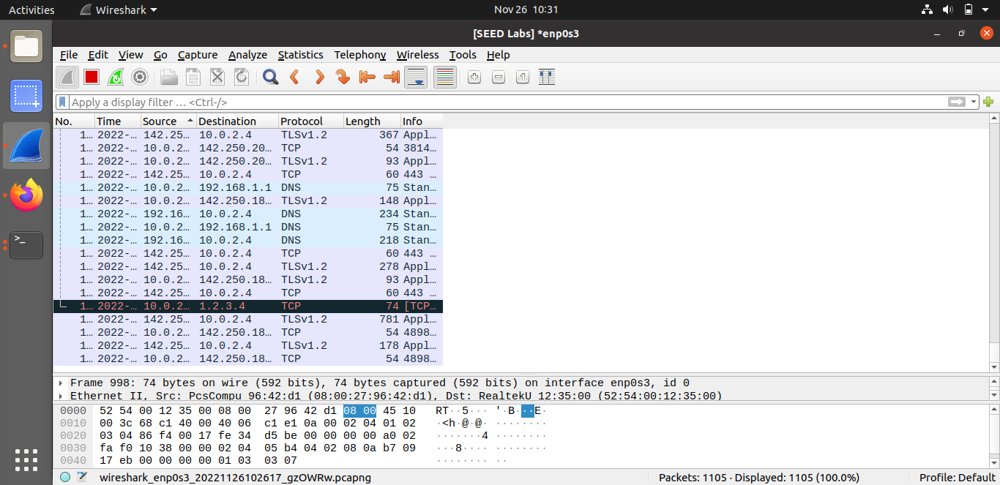 Activities Wireshark Nov 26 10:31
[SEED Labs] *enp0s3
File Edit View Go Capture Analyze Statistics Telephony Wireless Tools Help
Apply a display filter … <Ctrl-/>
No. Time Source Destination Protocol Length Info
1… 2022-… 142.25… 10.0.2.4 TLSv1.2 367 Appl…
1… 2022-… 10.0.2… 142.250.20… TCP 54 3814…
1… 2022-… 10.0.2… 142.250.20… TLSv1.2 93 Appl…
1… 2022-… 142.25… 10.0.2.4 TCP 60 443 …
1… 2022-… 10.0.2… 192.168.1.1 DNS 75 Stan…
1… 2022-… 10.0.2… 142.250.18… TLSv1.2 148 Appl…
1… 2022-… 192.16… 10.0.2.4 DNS 234 Stan…
1… 2022-… 10.0.2… 192.168.1.1 DNS 75 Stan…
1… 2022-… 192.16… 10.0.2.4 DNS 218 Stan…
1… 2022-… 142.25… 10.0.2.4 TCP 60 443 …
1… 2022-… 142.25… 10.0.2.4 TLSv1.2 278 Appl…
1… 2022-… 10.0.2… 142.250.18… TLSv1.2 93 Appl…
1… 2022-… 142.25… 10.0.2.4 TCP 60 443 …
1… 2022-… 10.0.2… 1.2.3.4 TCP 74 [TCP…
1… 2022-… 142.25… 10.0.2.4 TLSv1.2 781 Appl…
1… 2022-… 10.0.2… 142.250.18… TCP 54 4898…
1… 2022-… 142.25… 10.0.2.4 TLSv1.2 178 Appl…
1… 2022-… 10.0.2… 142.250.18… TCP 54 4898…
Frame 998: 74 bytes on wire (592 bits), 74 bytes captured (592 bits) on interface enp0s3, id 0
Ethernet II, Src: PcsCompu_96:42:d1 (08:00:27:96:42:d1), Dst: RealtekU_12:35:00 (52:54:00:12:35:00)
0000 52 54 00 12 35 00 08 00 27 96 42 d1 08 00 45 10 RT··5··· '·B···E·
0010 00 3c 68 c1 40 00 40 06 c1 e1 0a 00 02 04 01 02 ·<h·@·@· ········
0020 03 04 86 f4 00 17 fe 34 d5 be 00 00 00 00 a0 02 ·······4 ········
0030 fa f0 10 38 00 00 02 04 05 b4 04 02 08 0a b7 09 ···8···· ········
0040 17 eb 00 00 00 00 01 03 03 07 ········ ··
wireshark_enp0s3_20221126102617_gzOWRw.pcapng Packets: 1105 · Displayed: 1105 (100.0%) Profile: Default